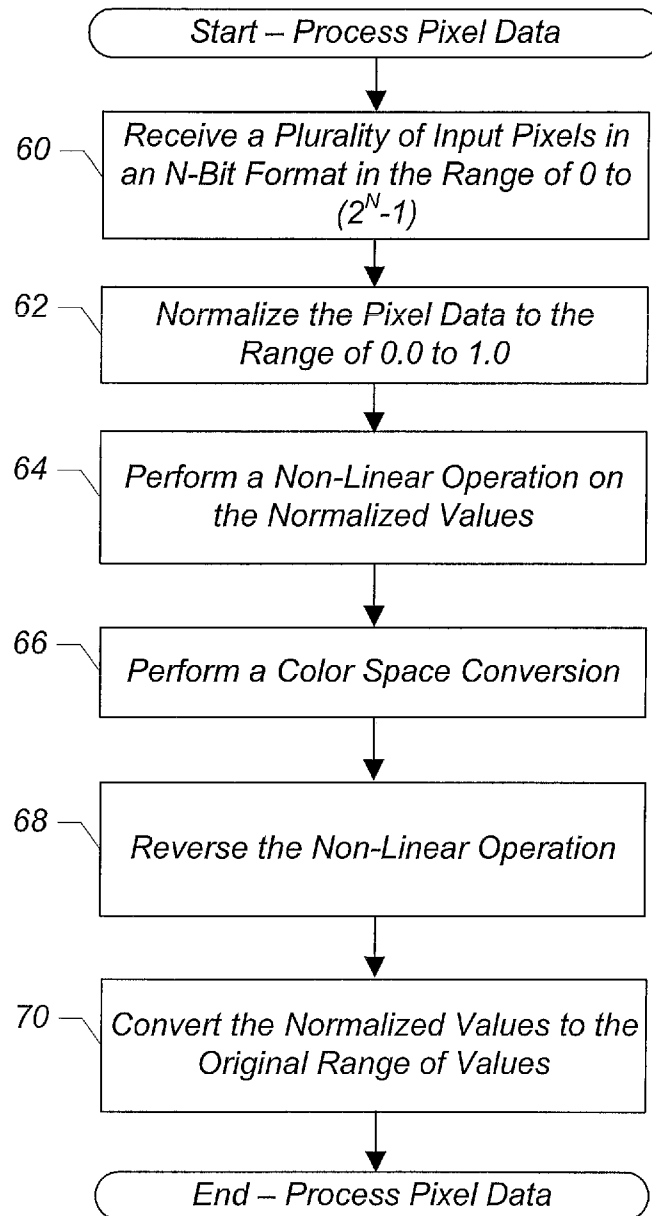 Start – Process Pixel Data
60
Receive a Plurality of Input Pixels in
an N-Bit Format in the Range of 0 to
(2^N-1)
62
Normalize the Pixel Data to the
Range of 0.0 to 1.0
64
Perform a Non-Linear Operation on
the Normalized Values
66
Perform a Color Space Conversion
68
Reverse the Non-Linear Operation
70
Convert the Normalized Values to the
Original Range of Values
End – Process Pixel Data